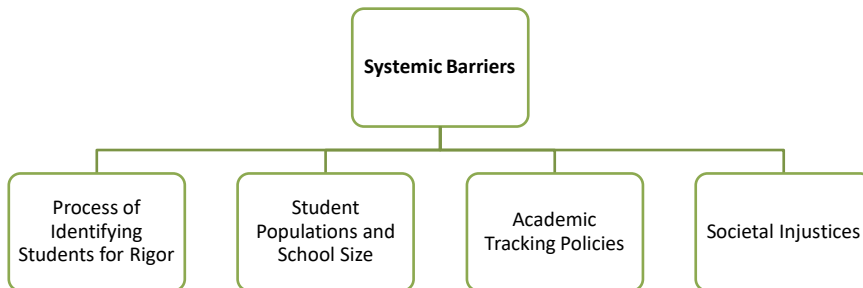 Systemic Barriers
Process of
Identifying
Students for Rigor
Student
Populations and
School Size
Academic
Tracking Policies
Societal Injustices